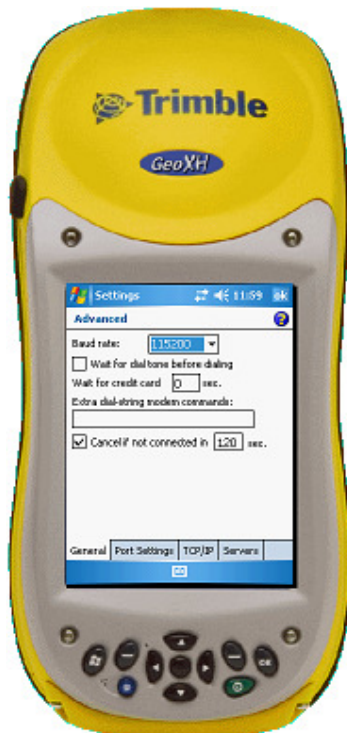 Trimble
GeoXH
Settings 11:59 ok
Advanced ?
Baud rate: 115200
Wait for dial tone before dialing
Wait for credit card 0 sec.
Extra dial-string modem commands:
Cancel if not connected in 120 sec.
General Port Settings TCP/IP Servers
OK